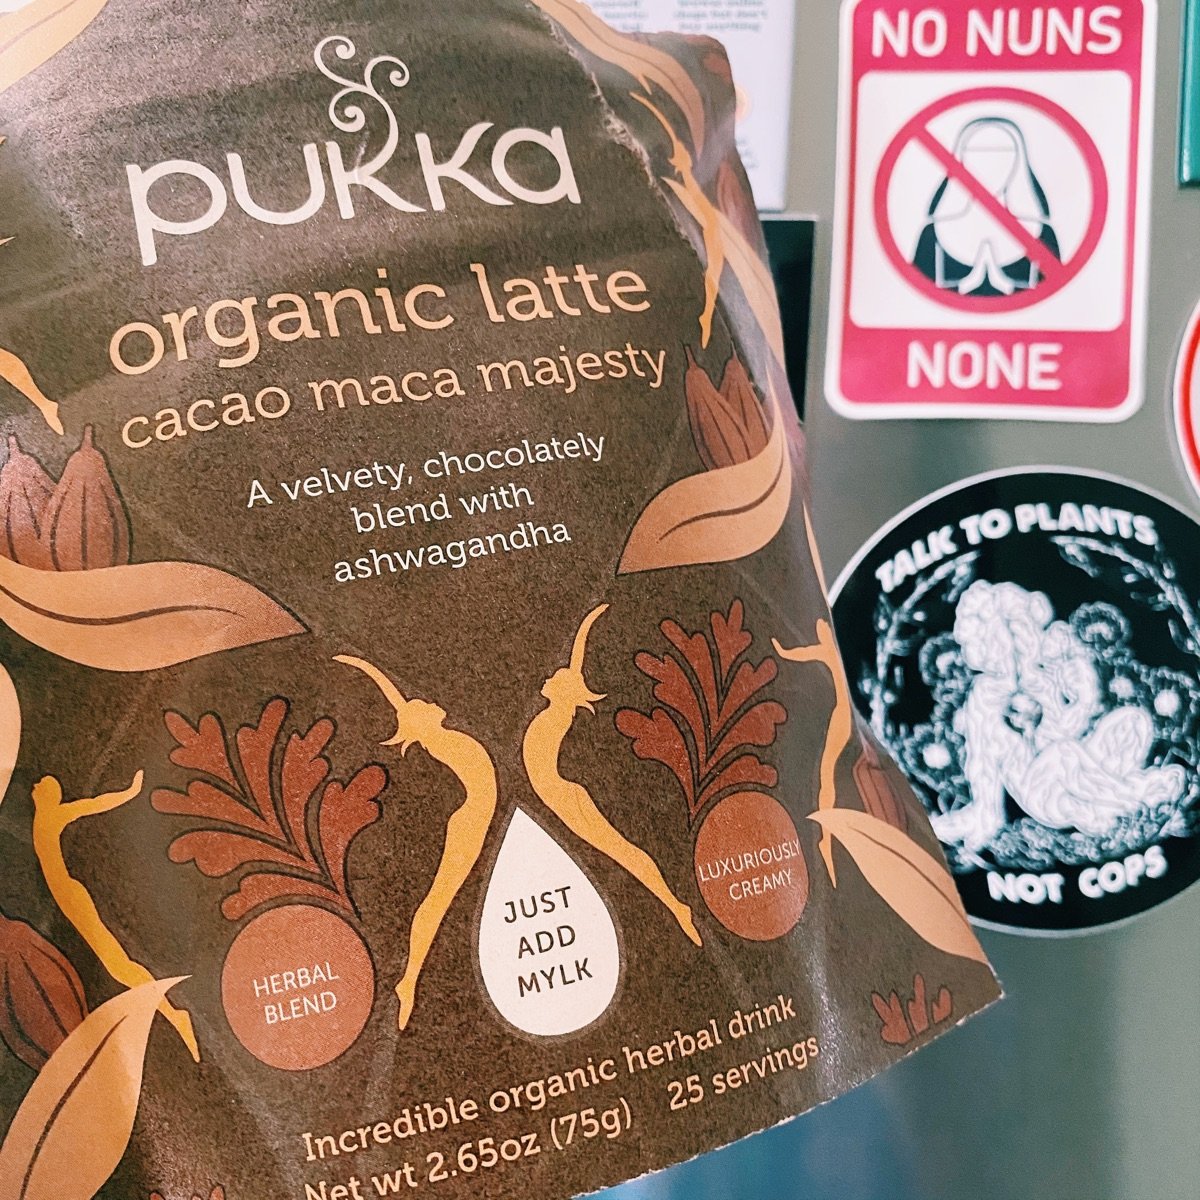 pukka
organic latte
cacao maca majesty
A velvety, chocolately
blend with
ashwagandha
HERBAL
BLEND
JUST
ADD
MYLK
LUXURIOUSLY
CREAMY
Incredible organic herbal drink
Net wt 2.65oz (75g) 25 servings
NO NUNS
NONE
TALK TO PLANTS
NOT COPS